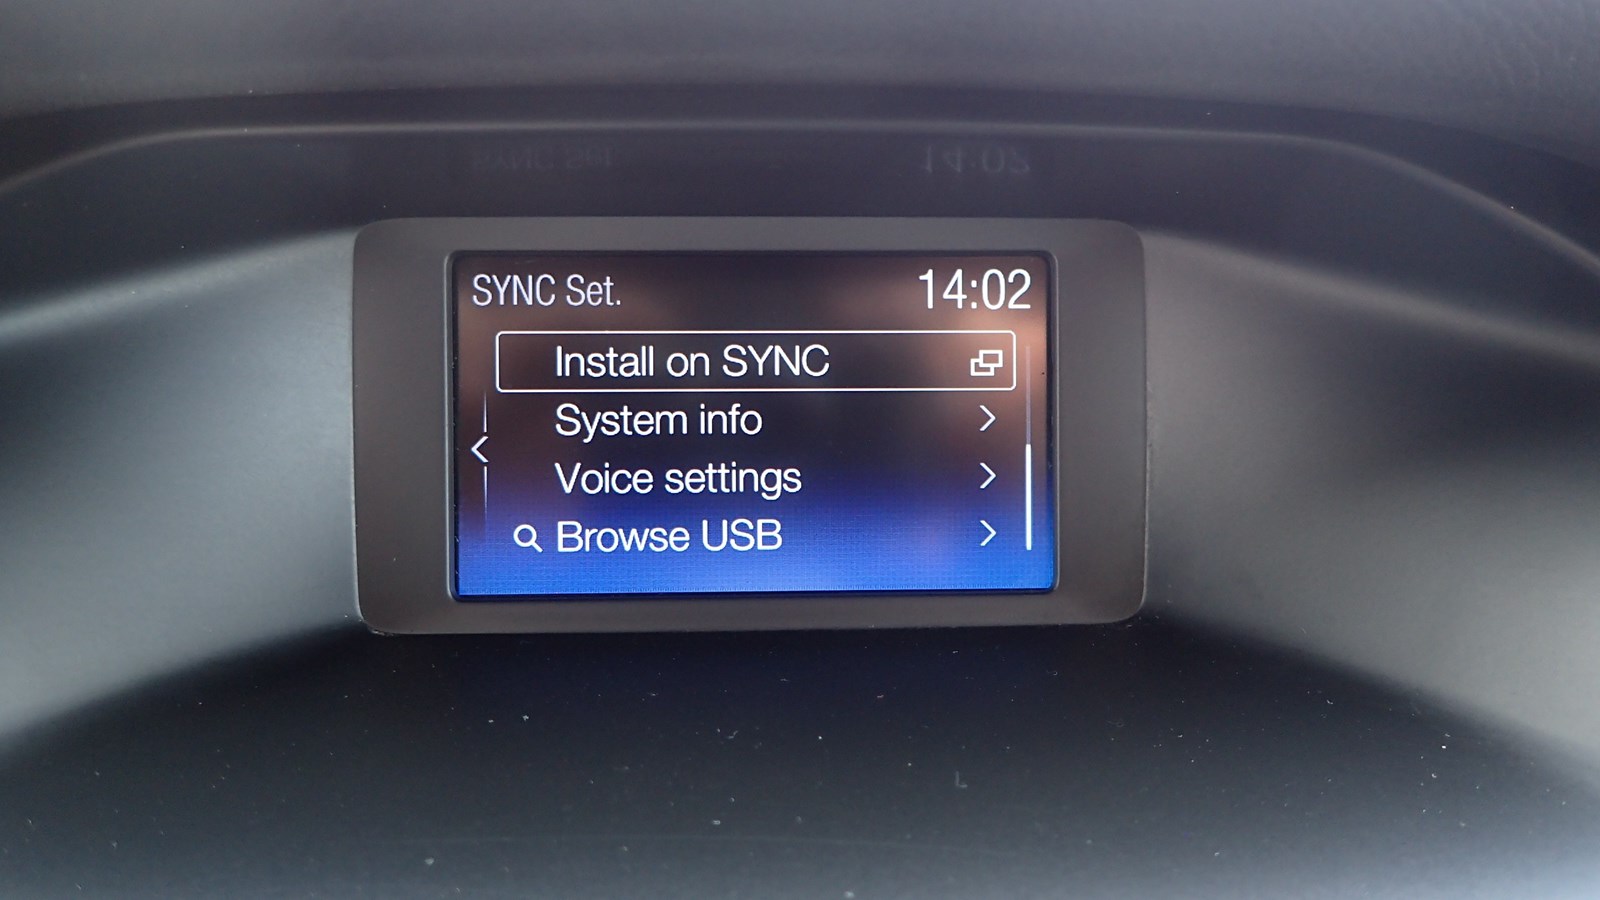 SYNC Set. 14:02
Install on SYNC
System info
Voice settings
Browse USB